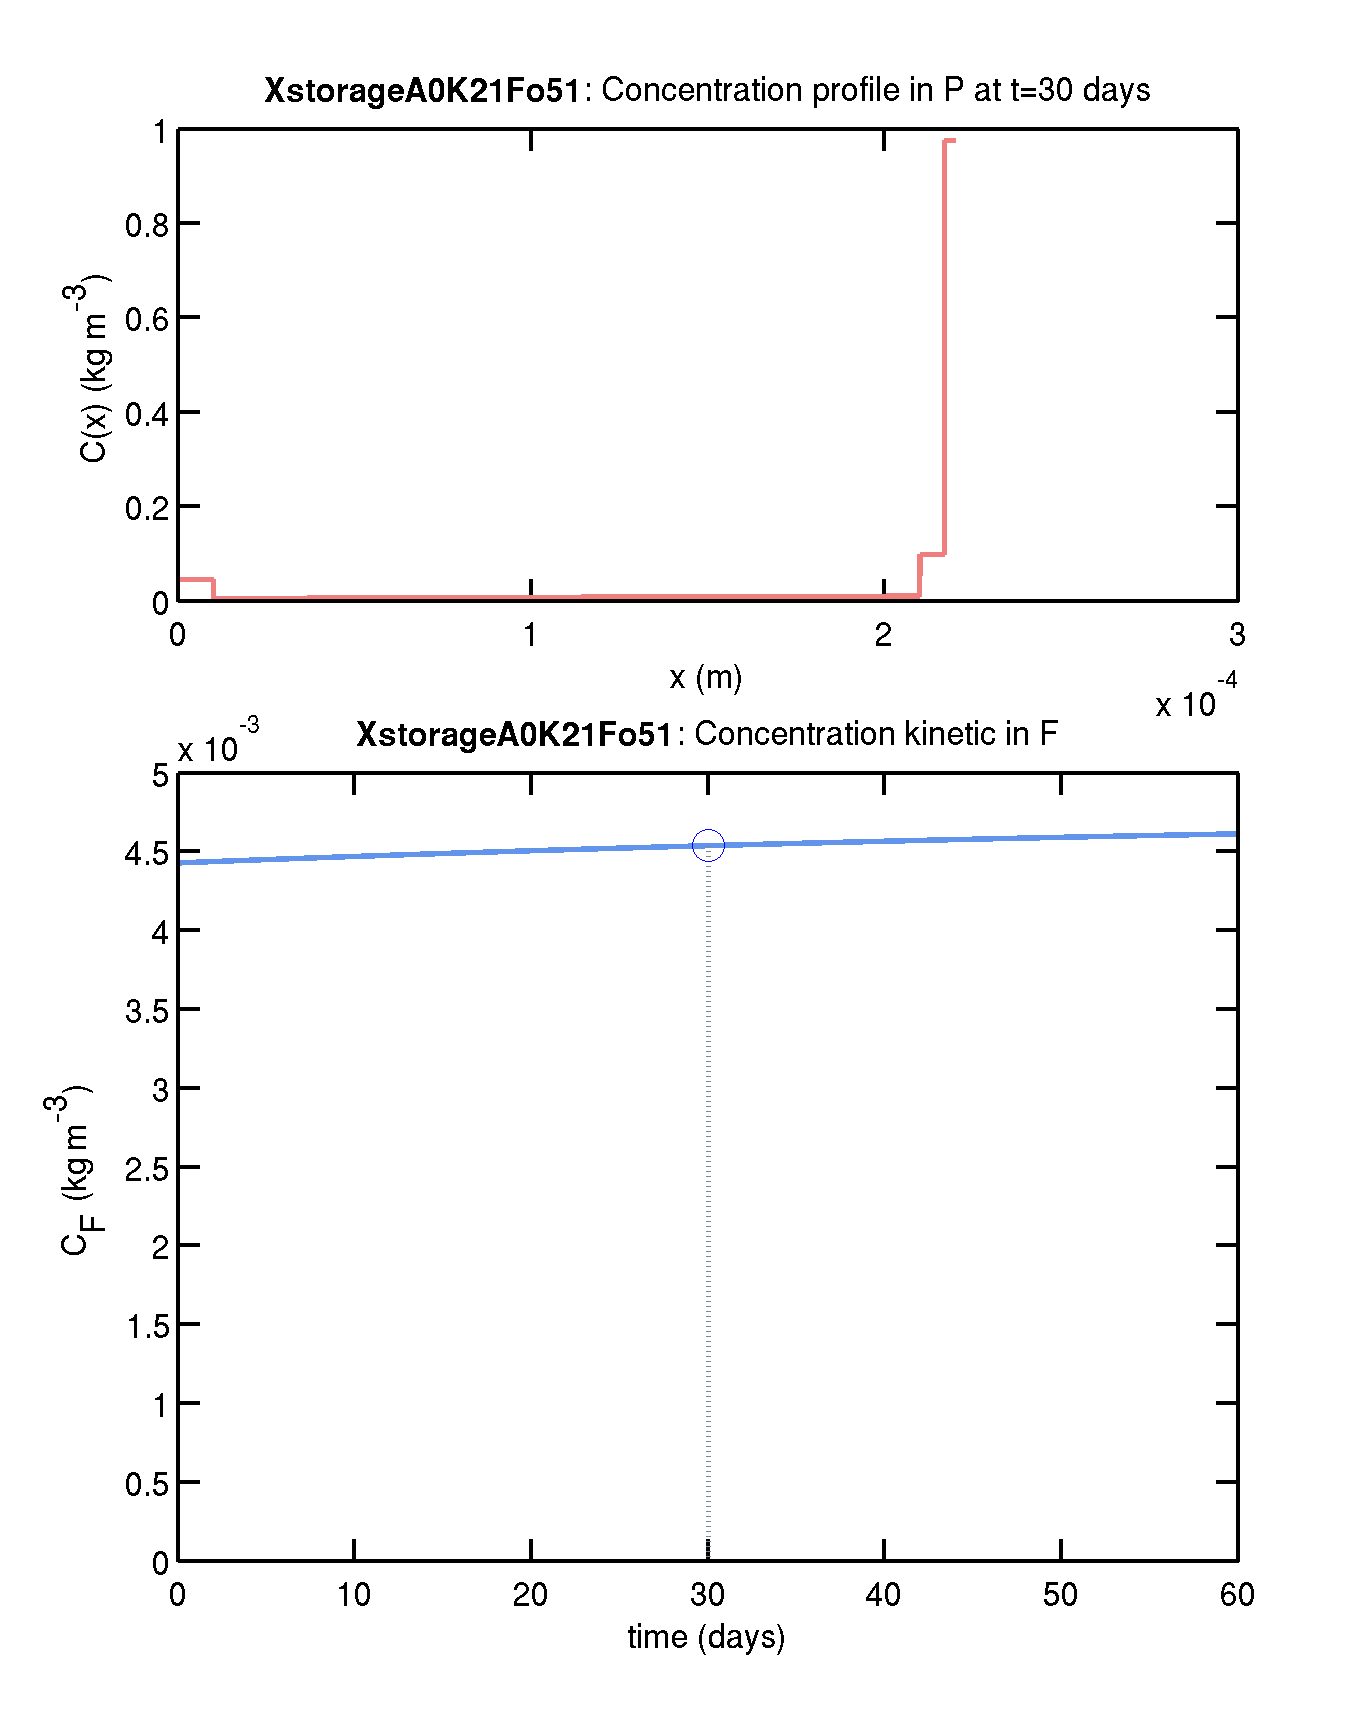 XstorageA0K21Fo51: Concentration profile in P at t=30 days
1
0.8
0.6
0.4
0.2
0
C(x) (kg m-3)
0 1 2 3
x (m)
x 10-4
XstorageA0K21Fo51: Concentration kinetic in F
x 10-3
5
4.5
4
3.5
3
2.5
2
1.5
1
0.5
0
CF (kg m-3)
0 10 20 30 40 50 60
time (days)